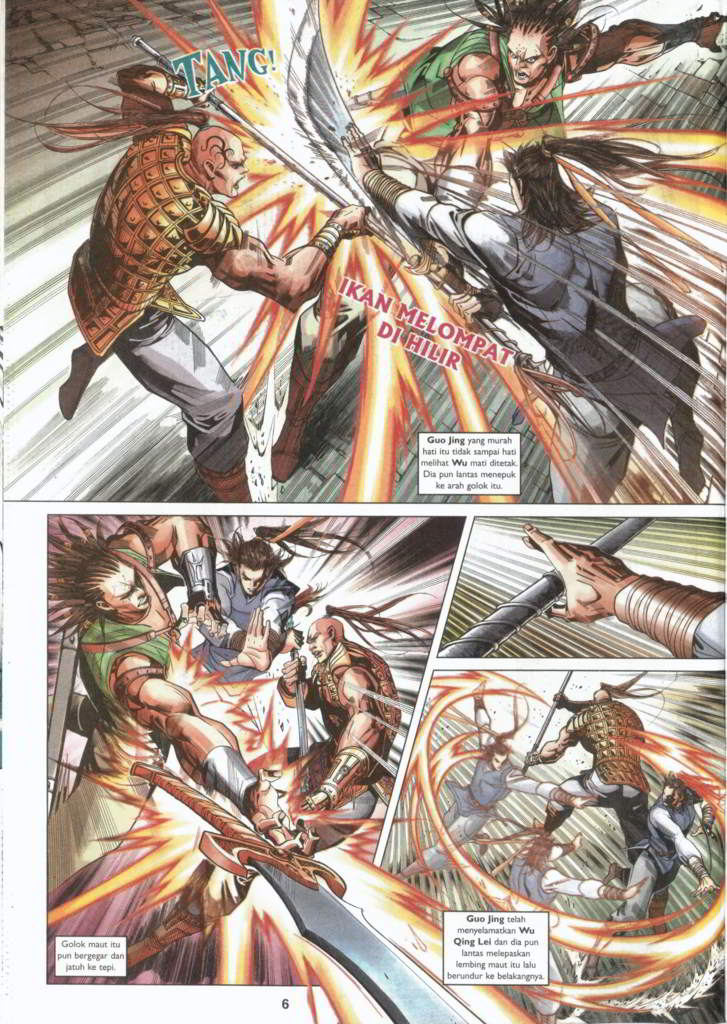 TANG!
IKAN MELOMPAT
DI HILIR
Guo Jing yang murah
hati itu tidak sampai hati
melihat Wu mati ditetak.
Dia pun lantas menepuk
ke arah golok itu.
Golok maut itu
pun bergegar dan
jatuh ke tepi.
Guo Jing telah
menyelamatkan Wu
Qing Lei dan dia pun
melepaskan
lembing maut itu lalu
berundur ke belakangnya.
6